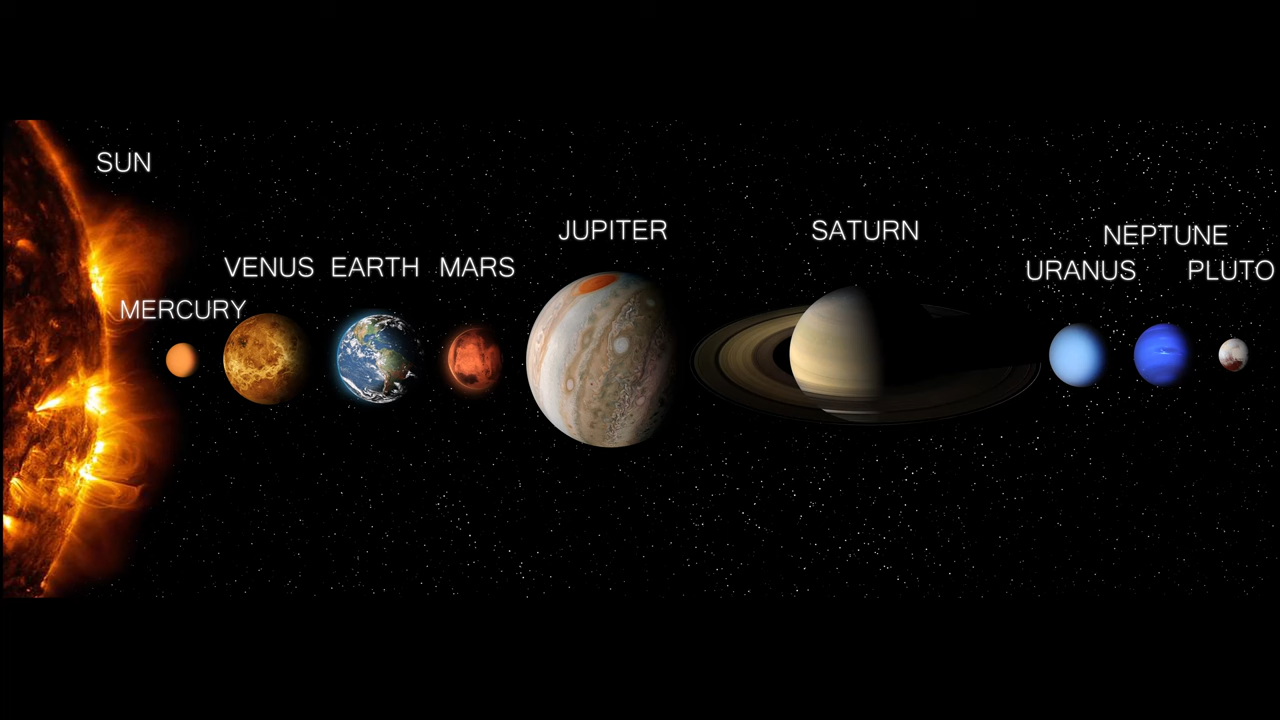 SUN
MERCURY
VENUS
EARTH
MARS
JUPITER
SATURN
URANUS
NEPTUNE
PLUTO